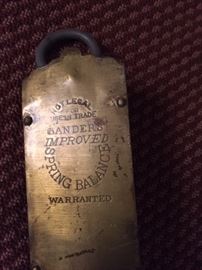 NOT LEGAL
FOR
USE IN TRADE
SANDERS
IMPROVED
SPRING BALANCE
WARRANTED